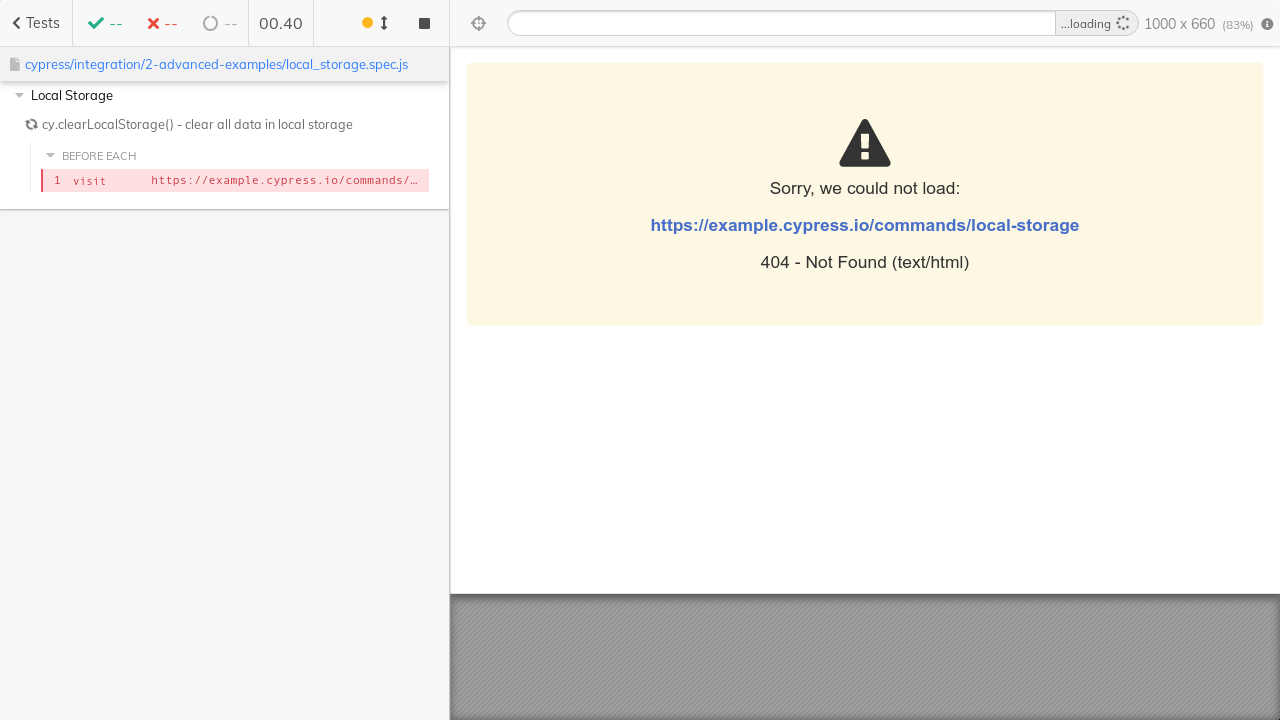 Tests
--
--
--
00.40
...loading
1000 x 660 (83%)
cypress/integration/2-advanced-examples/local_storage.spec.js
Local Storage
cy.clearLocalStorage() - clear all data in local storage
BEFORE EACH
1 visit https://example.cypress.io/commands/…
Sorry, we could not load:
https://example.cypress.io/commands/local-storage
404 - Not Found (text/html)